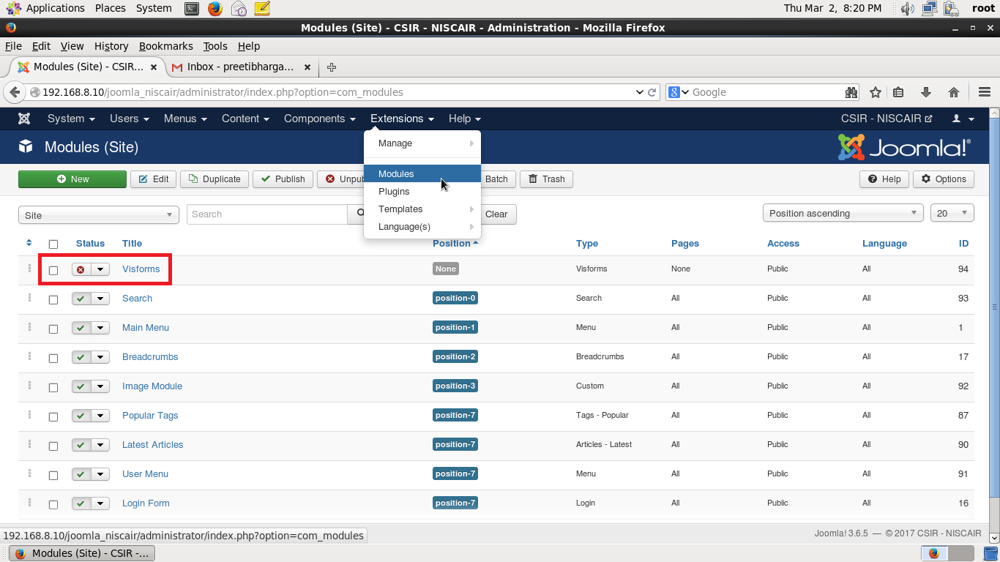 Applications Places System Thu Mar 2, 8:20 PM root
Modules (Site) - CSIR - NISCAIR - Administration - Mozilla Firefox
File Edit View History Bookmarks Tools Help
Modules (Site) - CSIR... Inbox - preetibharga...
192.168.8.10/joomla_niscair/administrator/index.php?option=com_modules Google
System Users Menus Content Components Extensions Help CSIR - NISCAIR
Modules (Site) Joomla!
Manage
New Edit Duplicate Publish Batch Trash Help Options
Modules
Plugins
Templates
Language(s)
Site Search Clear Position ascending 20
Status Title Position Type Pages Access Language ID
Visforms None Visforms None Public All 94
Search position-0 Search All Public All 93
Main Menu position-1 Menu All Public All 1
Breadcrumbs position-2 Breadcrumbs All Public All 17
Image Module position-3 Custom All Public All 92
Popular Tags position-7 Tags - Popular All Public All 87
Latest Articles position-7 Articles - Latest All Public All 90
User Menu position-7 Menu All Public All 91
Login Form position-7 Login All Public All 16
192.168.8.10/joomla_niscair/administrator/index.php?option=com_modules Joomla! 3.6.5 — © 2017 CSIR - NISCAIR
Modules (Site) - CSIR -...